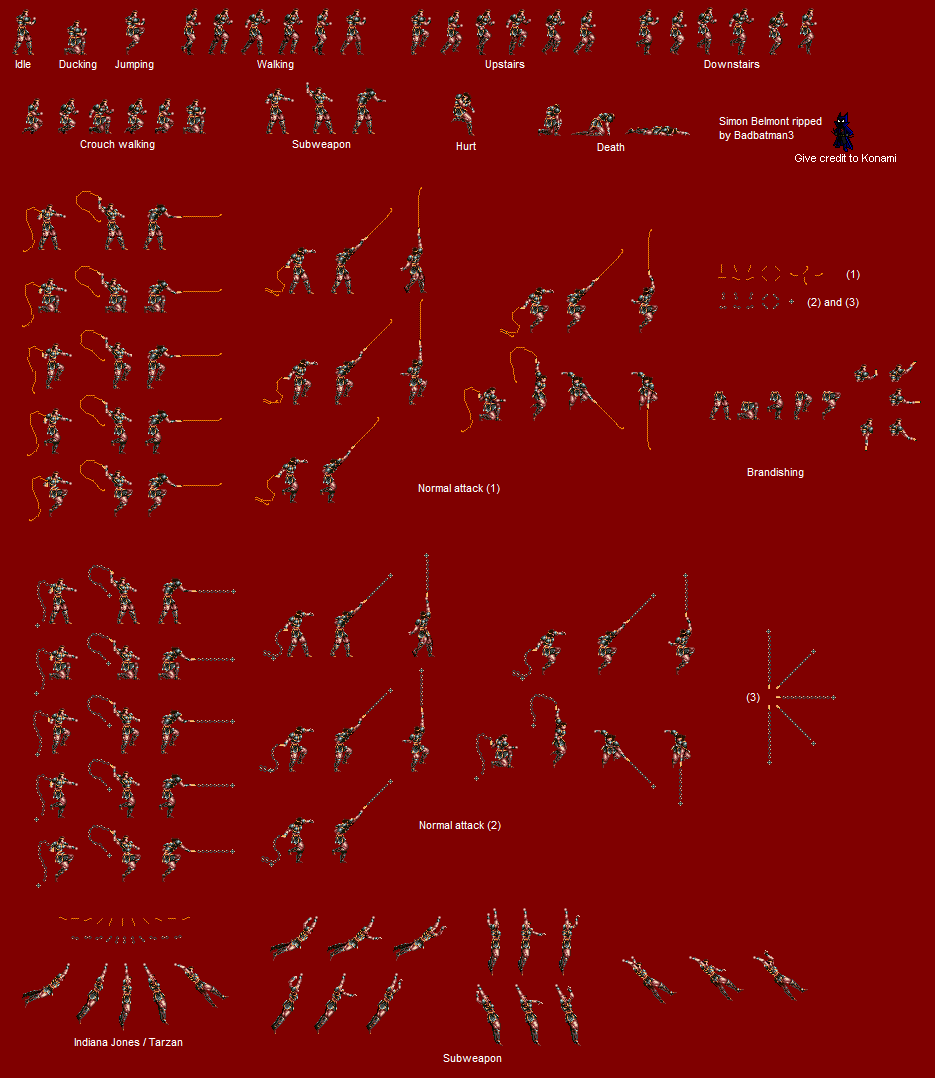 Idle
Ducking
Jumping
Walking
Upstairs
Downstairs
Crouch walking
Subweapon
Hurt
Death
Simon Belmont ripped
by Badbatman3
Give credit to Konami
(1)
(2) and (3)
Brandishing
Normal attack (1)
(3)
Normal attack (2)
Indiana Jones / Tarzan
Subweapon